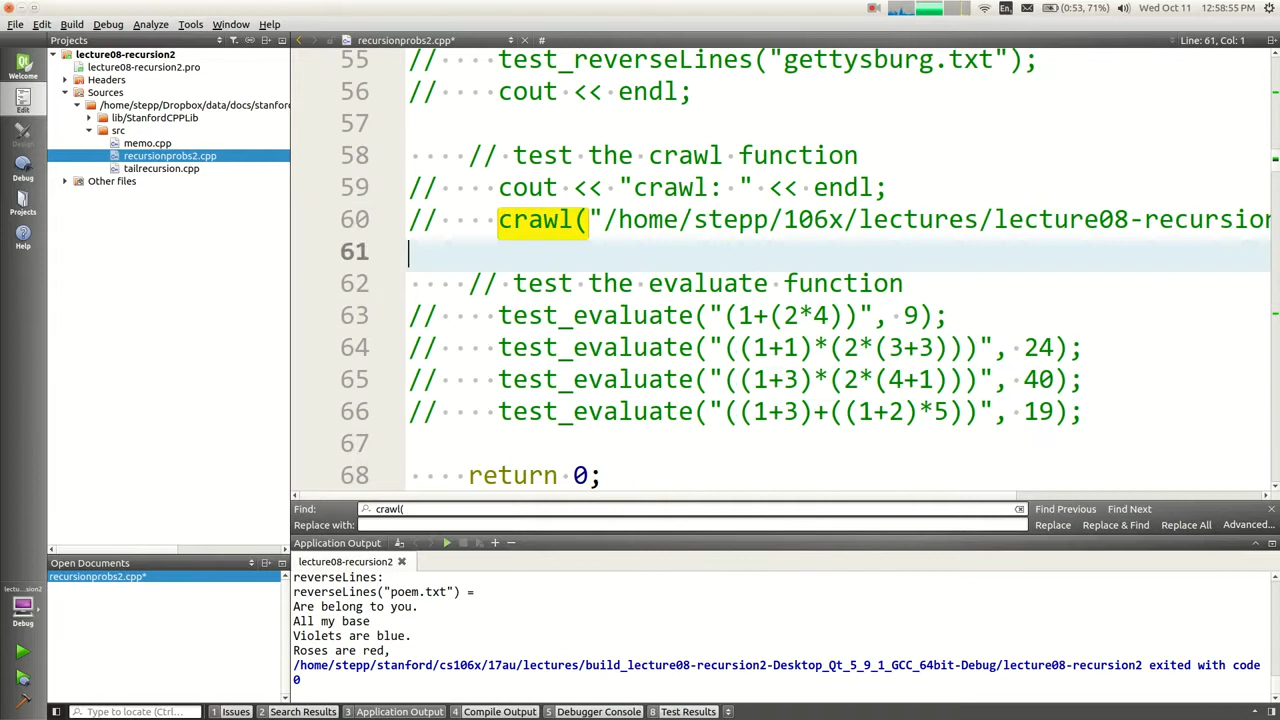 (0:53, 71%) Wed Oct 11 12:58:55 PM
File Edit Build Debug Analyze Tools Window Help
Projects
recursionprobs2.cpp*
#
Line: 61, Col: 1
Welcome
Edit
Design
Debug
Projects
Help
lecture08-recursion2
lecture08-recursion2.pro
Headers
Sources
/home/stepp/Dropbox/data/docs/stanford
lib/StanfordCPPLib
src
memo.cpp
recursionprobs2.cpp
tailrecursion.cpp
Other files
55 // test_reverseLines("gettysburg.txt");
56 // cout << endl;
57
58 // test the crawl function
59 // cout << "crawl: " << endl;
60 // crawl("/home/stepp/106x/lectures/lecture08-recursion
61
62 // test the evaluate function
63 // test_evaluate("(1+(2*4))", 9);
64 // test_evaluate("((1+1)*(2*(3+3)))", 24);
65 // test_evaluate("((1+3)*(2*(4+1)))", 40);
66 // test_evaluate("((1+3)+((1+2)*5))", 19);
67
68 return 0;
Find: crawl( Find Previous Find Next
Replace with: Replace Replace & Find Replace All Advanced...
Application Output
lecture08-recursion2
reverseLines:
reverseLines("poem.txt") =
Are belong to you.
All my base
Violets are blue.
Roses are red,
/home/stepp/stanford/cs106x/17au/lectures/build_lecture08-recursion2-Desktop_Qt_5_9_1_GCC_64bit-Debug/lecture08-recursion2 exited with code
0
Open Documents
recursionprobs2.cpp*
lectu...sion2
Debug
Type to locate (Ctrl... 1 Issues 2 Search Results 3 Application Output 4 Compile Output 5 Debugger Console 8 Test Results